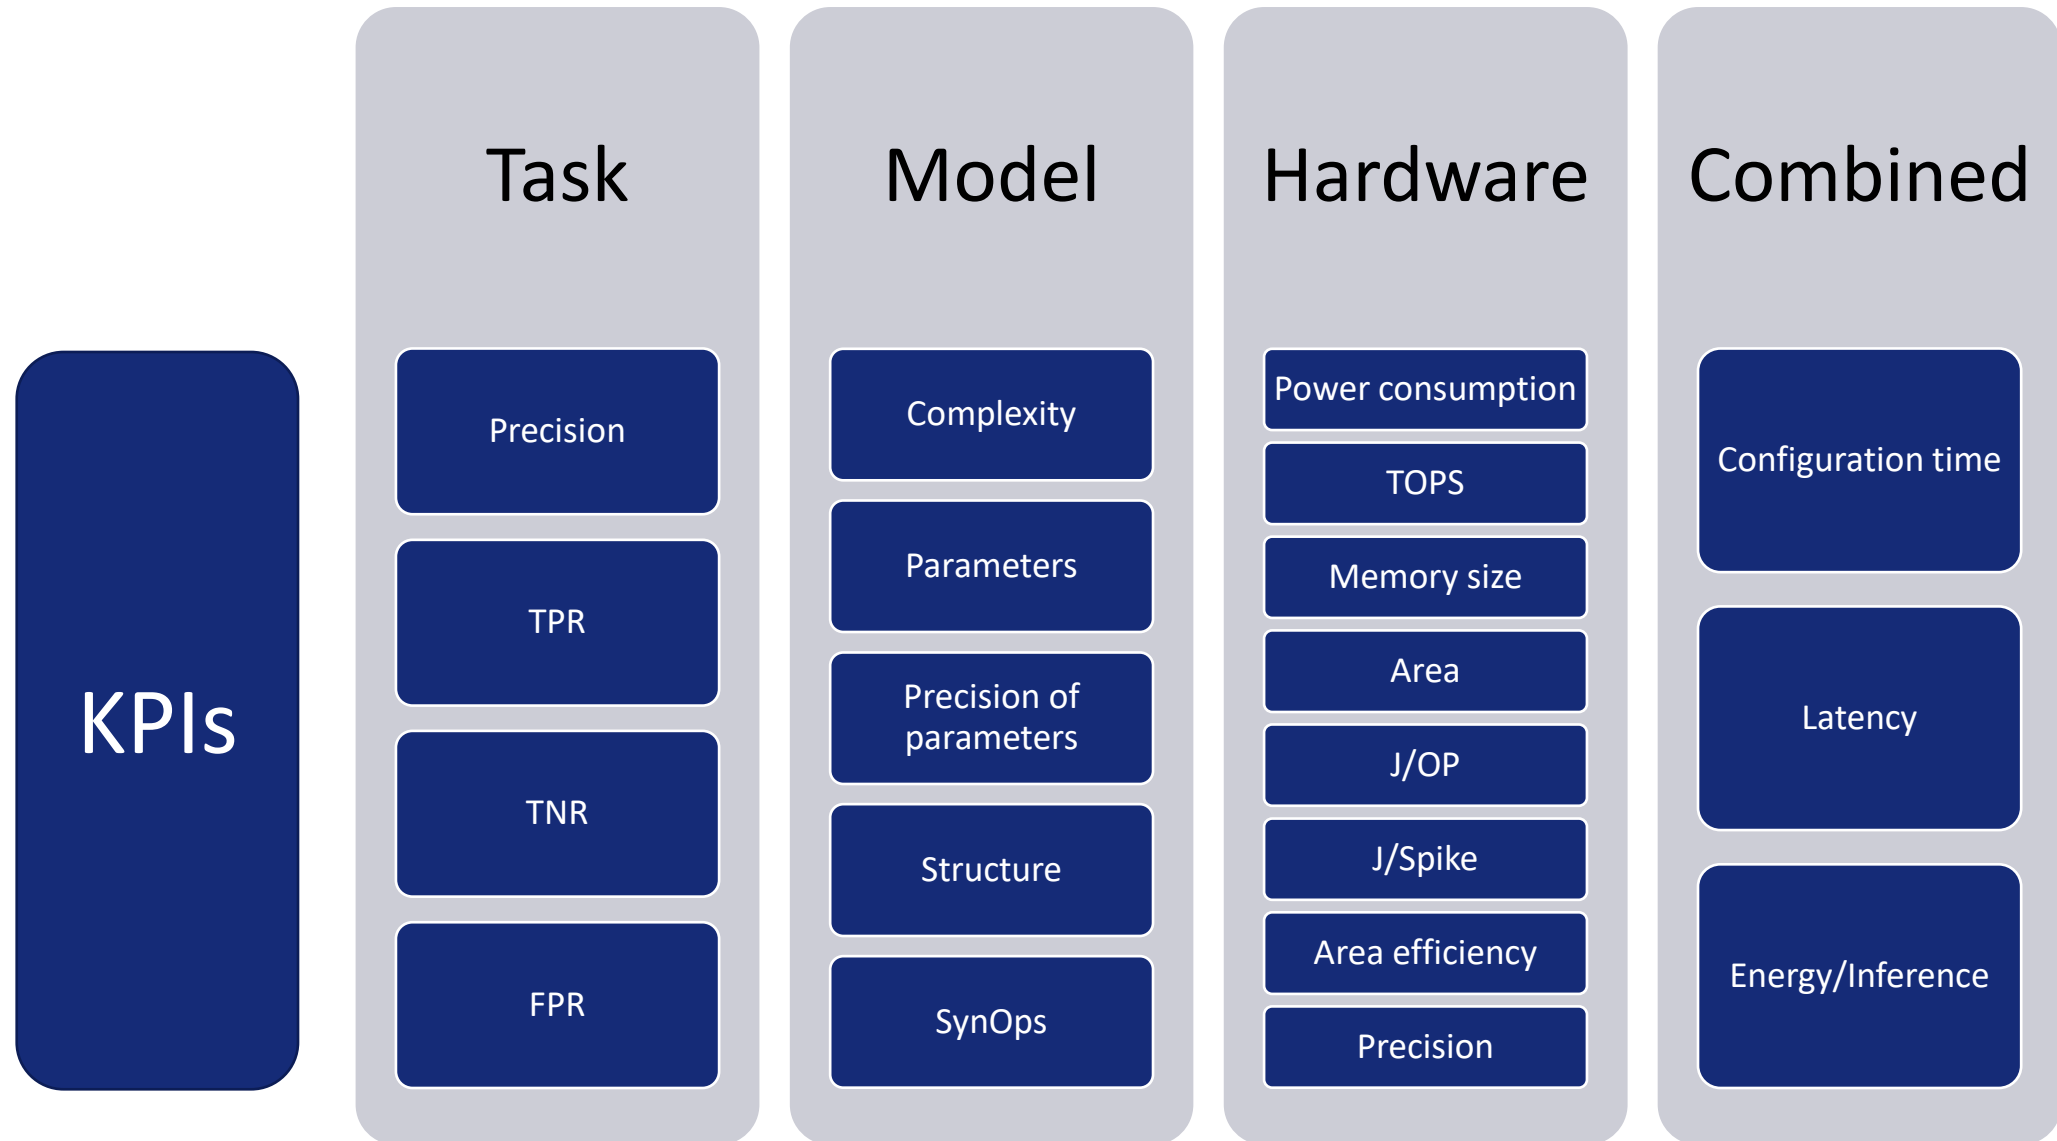 KPIs
Task
Precision
TPR
TNR
FPR
Model
Complexity
Parameters
Precision of
parameters
Structure
SynOps
Hardware
Power consumption
TOPS
Memory size
Area
J/OP
J/Spike
Area efficiency
Precision
Combined
Configuration time
Latency
Energy/Inference